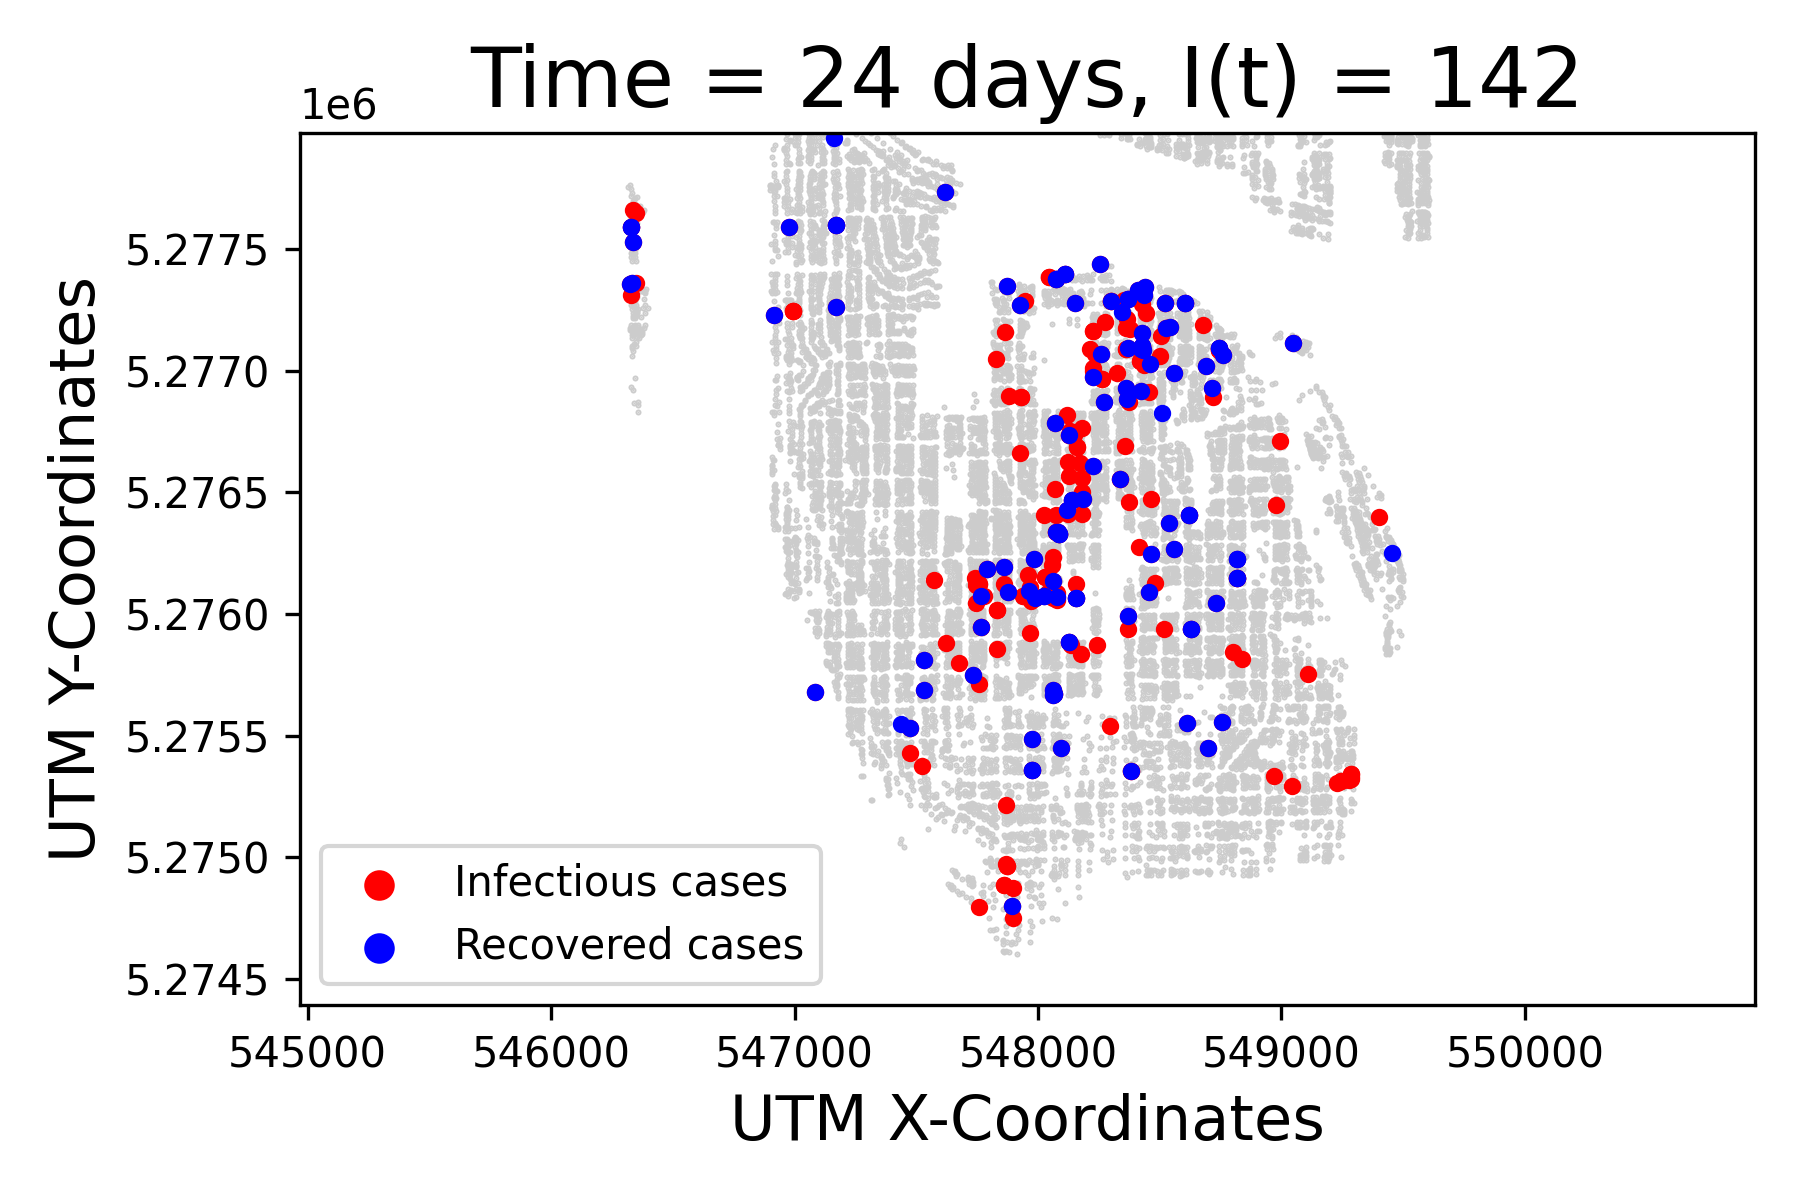 Time = 24 days, I(t) = 142
1e6
5.2775
5.2770
5.2765
5.2760
5.2755
5.2750
5.2745
UTM Y-Coordinates
Infectious cases
Recovered cases
545000 546000 547000 548000 549000 550000
UTM X-Coordinates